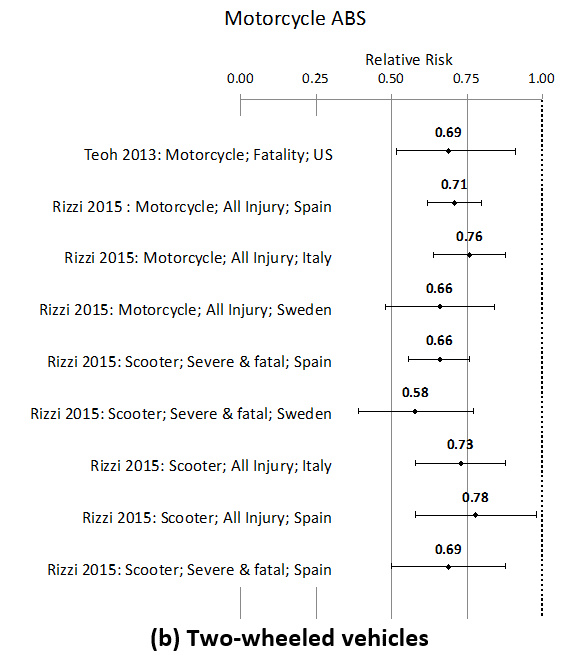 Motorcycle ABS
Relative Risk
0.00 0.25 0.50 0.75 1.00
0.69
Teoh 2013: Motorcycle; Fatality; US
0.71
Rizzi 2015 : Motorcycle; All Injury; Spain
0.76
Rizzi 2015: Motorcycle; All Injury; Italy
0.66
Rizzi 2015: Motorcycle; All Injury; Sweden
0.66
Rizzi 2015: Scooter; Severe & fatal; Spain
0.58
Rizzi 2015: Scooter; Severe & fatal; Sweden
0.73
Rizzi 2015: Scooter; All Injury; Italy
0.78
Rizzi 2015: Scooter; All Injury; Spain
0.69
Rizzi 2015: Scooter; Severe & fatal; Spain
(b) Two-wheeled vehicles